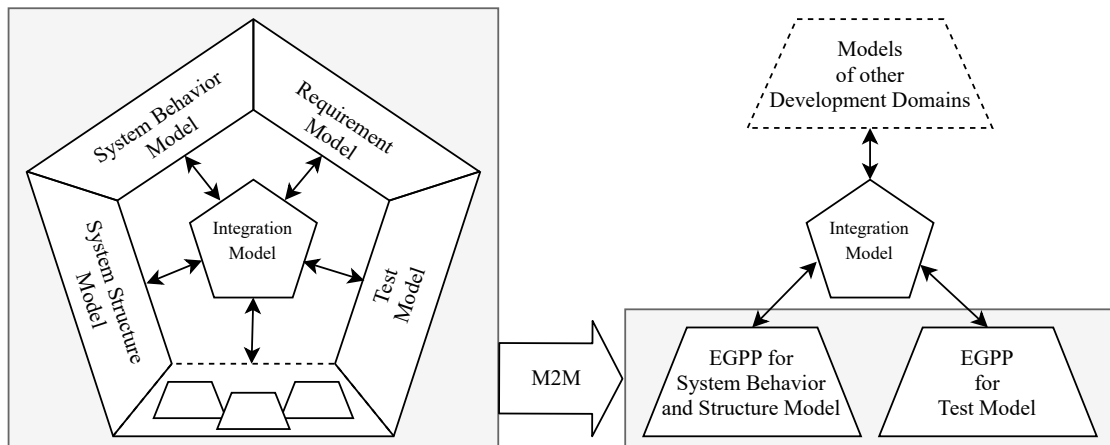 System Behavior
Model
Requirement
Model
System Structure
Model
Test
Model
Integration
Model
M2M
Models
of other
Development Domains
Integration
Model
EGPP for
System Behavior
and Structure Model
EGPP
for
Test Model